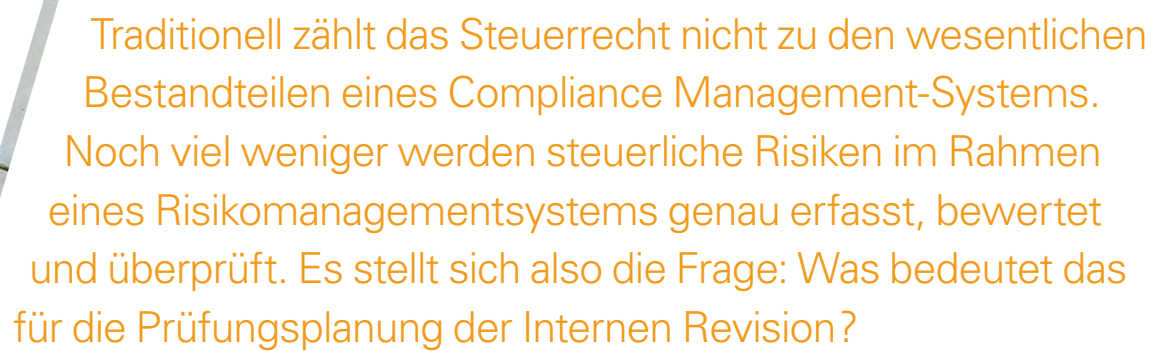 Traditionell zählt das Steuerrecht nicht zu den wesentlichen
Bestandteilen eines Compliance Management-Systems.
Noch viel weniger werden steuerliche Risiken im Rahmen
eines Risikomanagementsystems genau erfasst, bewertet
und überprüft. Es stellt sich also die Frage: Was bedeutet das
für die Prüfungsplanung der Internen Revision?